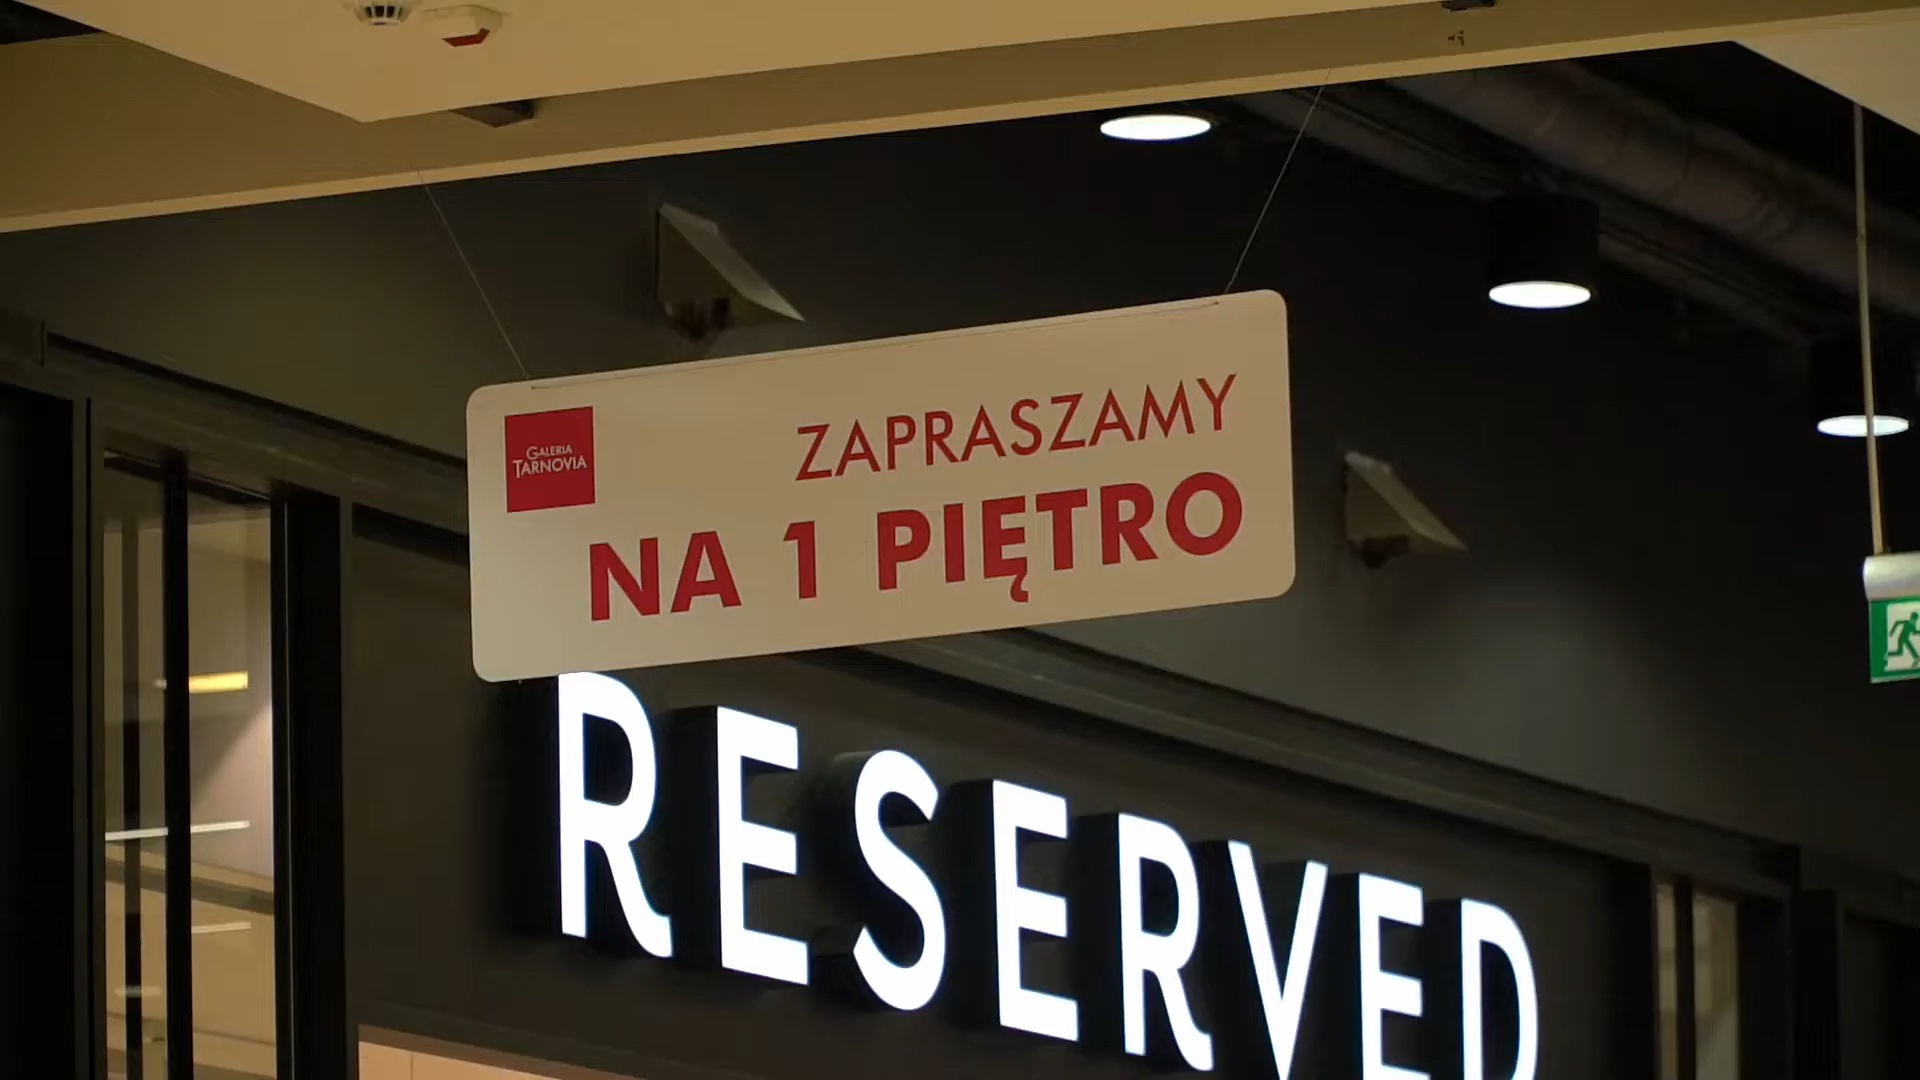 GALERIA
TARNOVIA
ZAPRASZAMY
NA 1 PIĘTRO
RESERVED